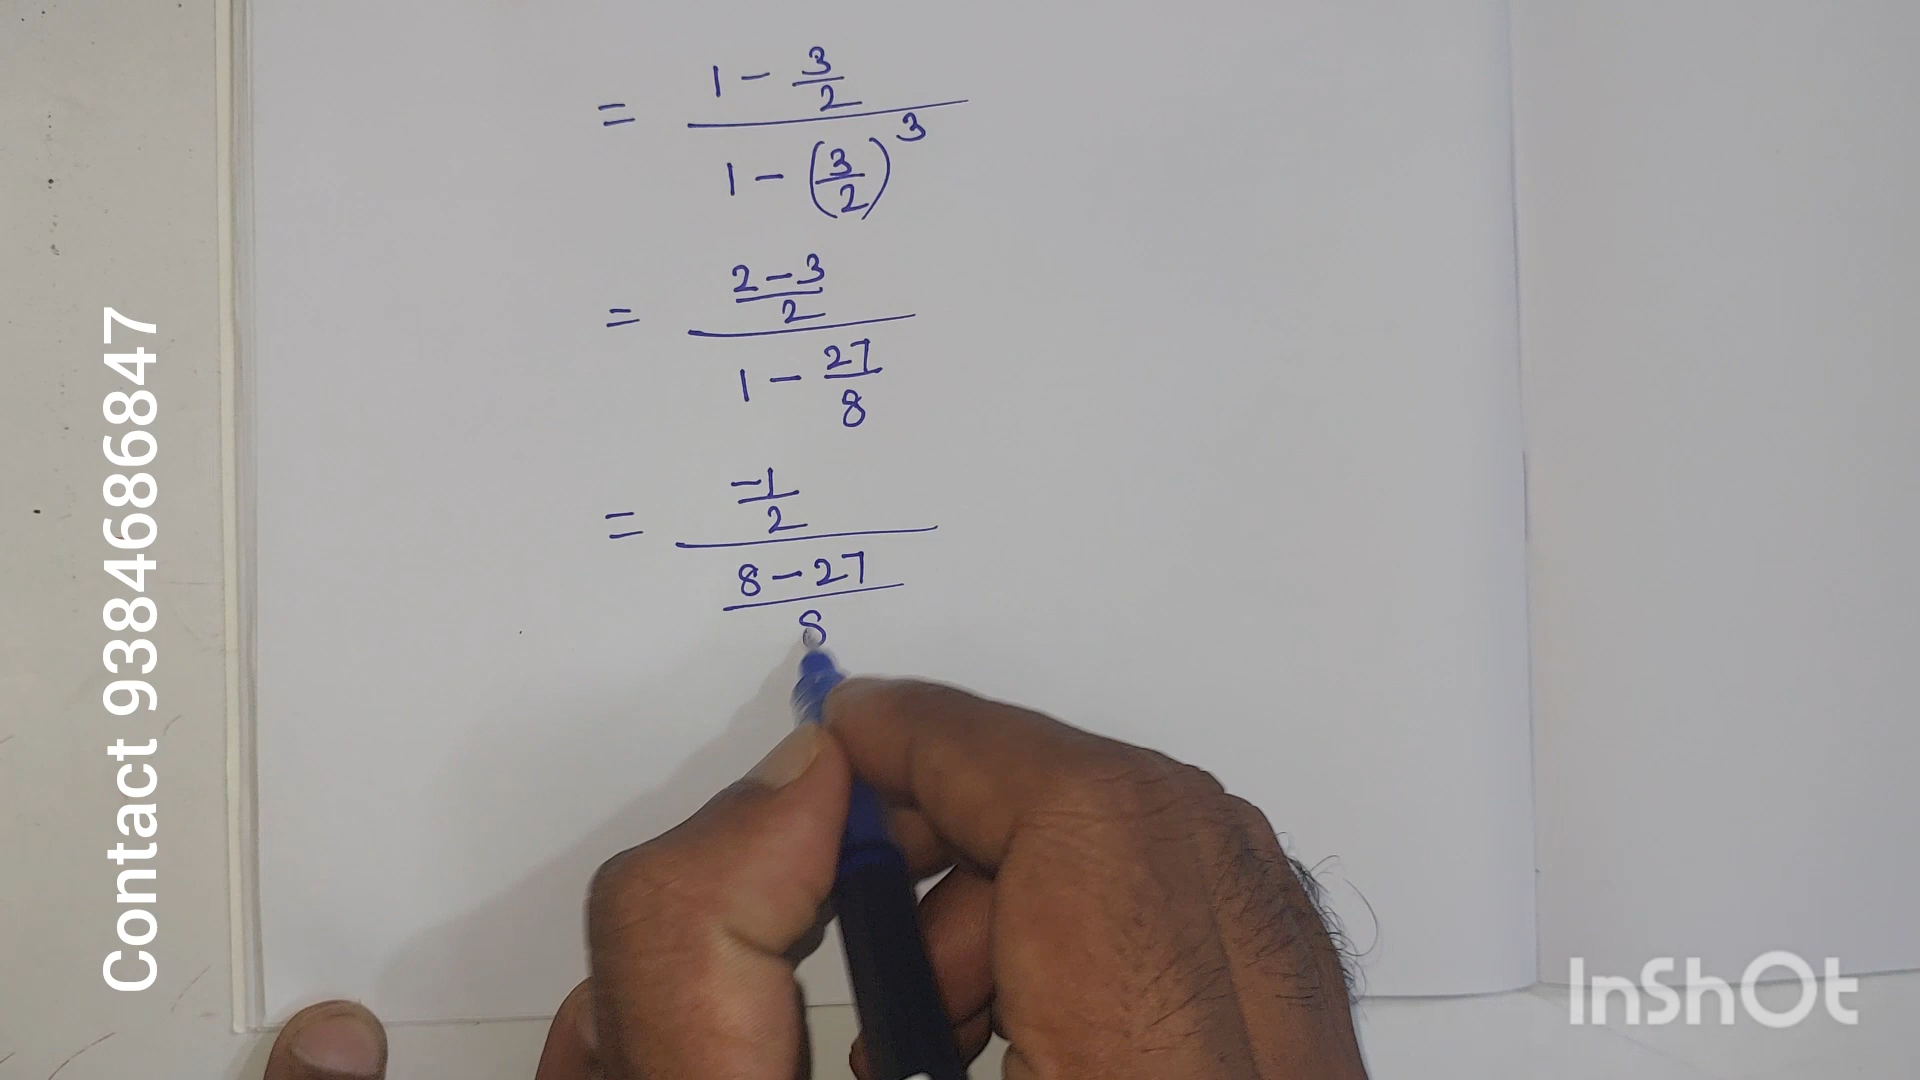 = (1 - 3/2) / (1 - (3/2)^3)
= ((2 - 3)/2) / (1 - 27/8)
= (-1/2) / ((8 - 27)/8)
Contact 9384686847
InShOt